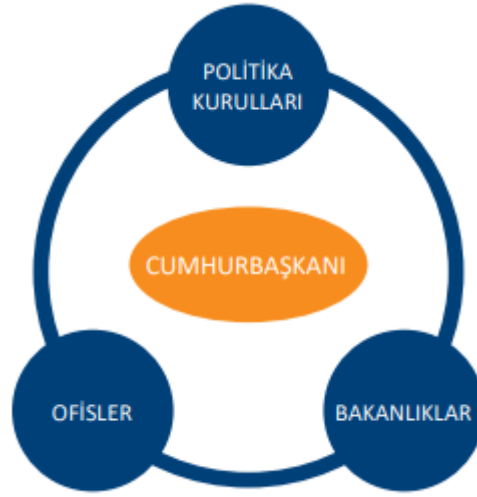 POLİTİKA
KURULLARI
CUMHURBAŞKANI
OFİSLER
BAKANLIKLAR